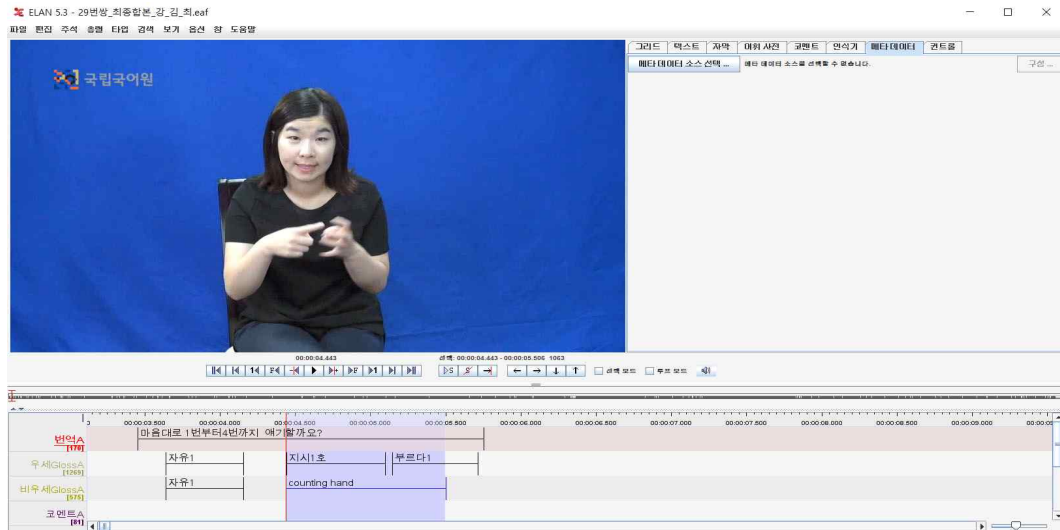 ELAN 5.3 - 29번쌍_최종합본_강_김_최.eaf
파일 편집 주석 층렬 타입 검색 보기 옵션 창 도움말
국립국어원
그리드 텍스트 자막 어휘 사전 코멘트 인식기 메타데이터 컨트롤
메타데이터 소스 선택 ... 메타 데이터 소스를 선택할 수 없습니다. 구성 ...
00:00:04.443 선택: 00:00:04.443 - 00:00:05.506 1063
선택 모드 루프 모드
00:00:03.500 00:00:04.000 00:00:04.500 00:00:05.000 00:00:05.500 00:00:06.000 00:00:06.500 00:00:07.000 00:00:07.500 00:00:08.000 00:00:08.500 00:00:09.000
번역A 마음대로 1번부터4번까지 얘기할까요?
[170]
우세GlossA 자유1 지시1호 부르다1
[1269]
비우세GlossA 자유1 counting hand
[575]
코멘트A
[81]